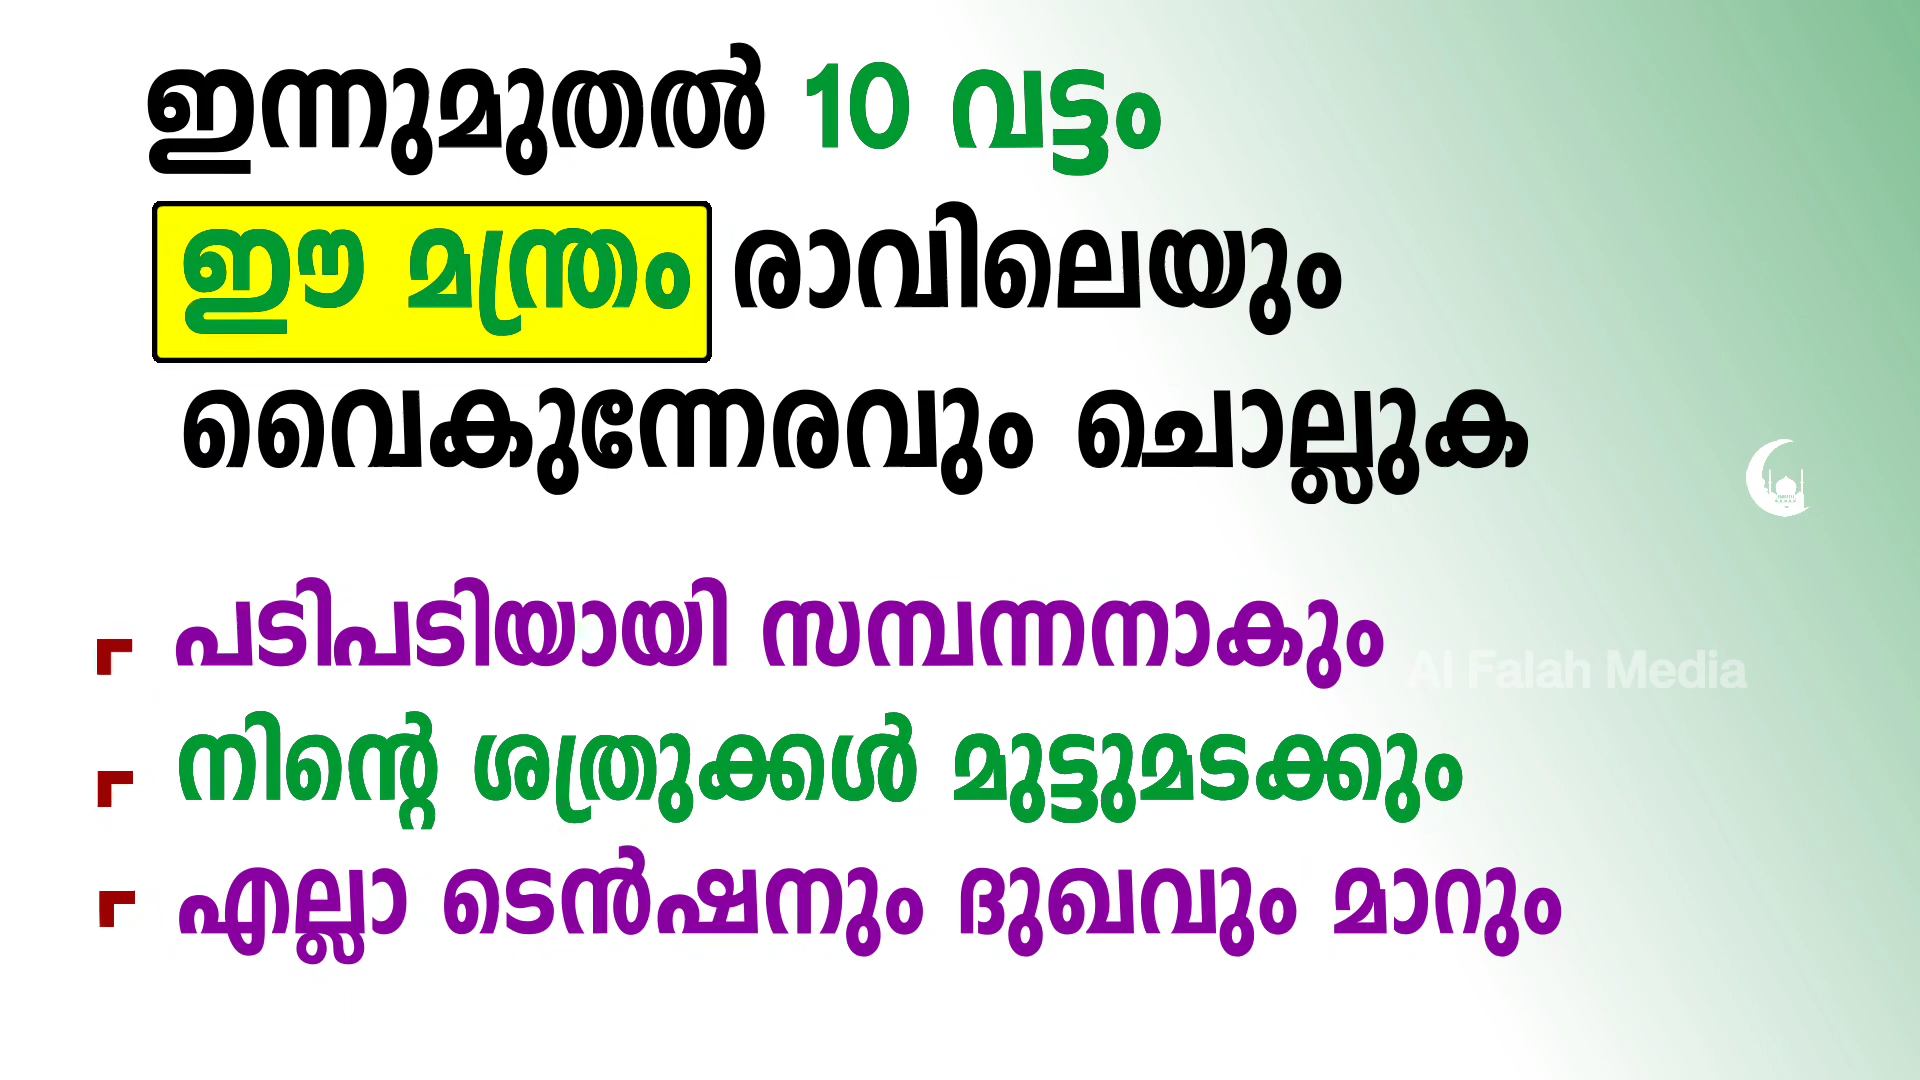 ഇന്നുമുതൽ 10 വട്ടം
ഈ മന്ത്രം രാവിലെയും
വൈകുന്നേരവും ചൊല്ലുക
പടിപടിയായി സമ്പന്നനാകും
Al Falah Media
നിന്റെ ശത്രുക്കൾ മുട്ടുമടക്കും
എല്ലാ ടെൻഷനും ദുഖവും മാറും